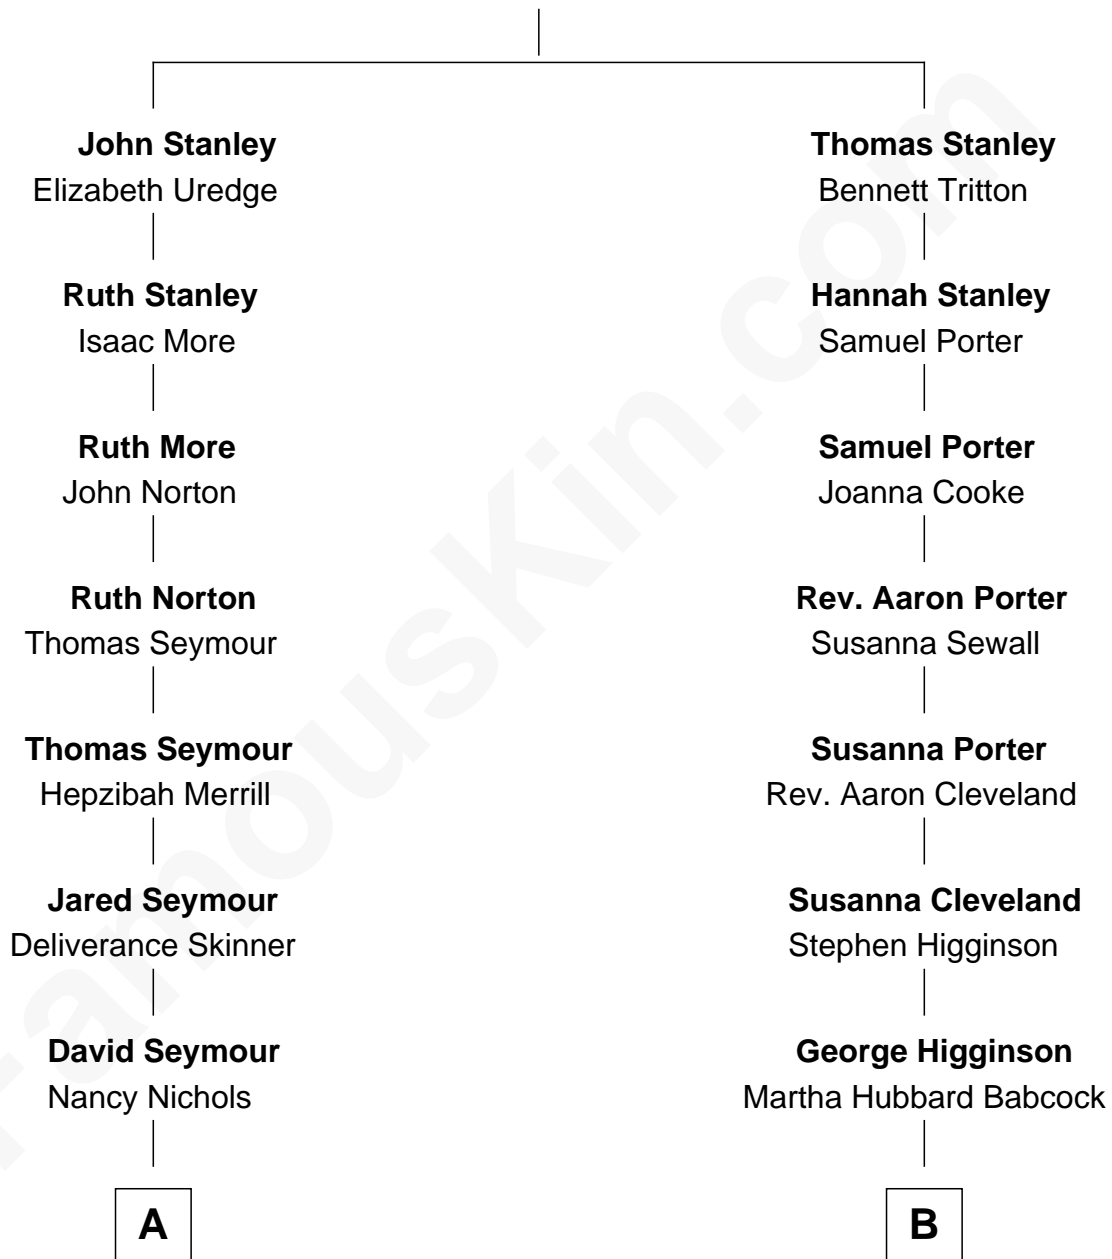 John Stanley
Elizabeth Uredge
Ruth Stanley
Isaac More
Ruth More
John Norton
Ruth Norton
Thomas Seymour
Thomas Seymour
Hepzibah Merrill
Jared Seymour
Deliverance Skinner
David Seymour
Nancy Nichols
A
Thomas Stanley
Bennett Tritton
Hannah Stanley
Samuel Porter
Samuel Porter
Joanna Cooke
Rev. Aaron Porter
Susanna Sewall
Susanna Porter
Rev. Aaron Cleveland
Susanna Cleveland
Stephen Higginson
George Higginson
Martha Hubbard Babcock
B
FamousKin.com